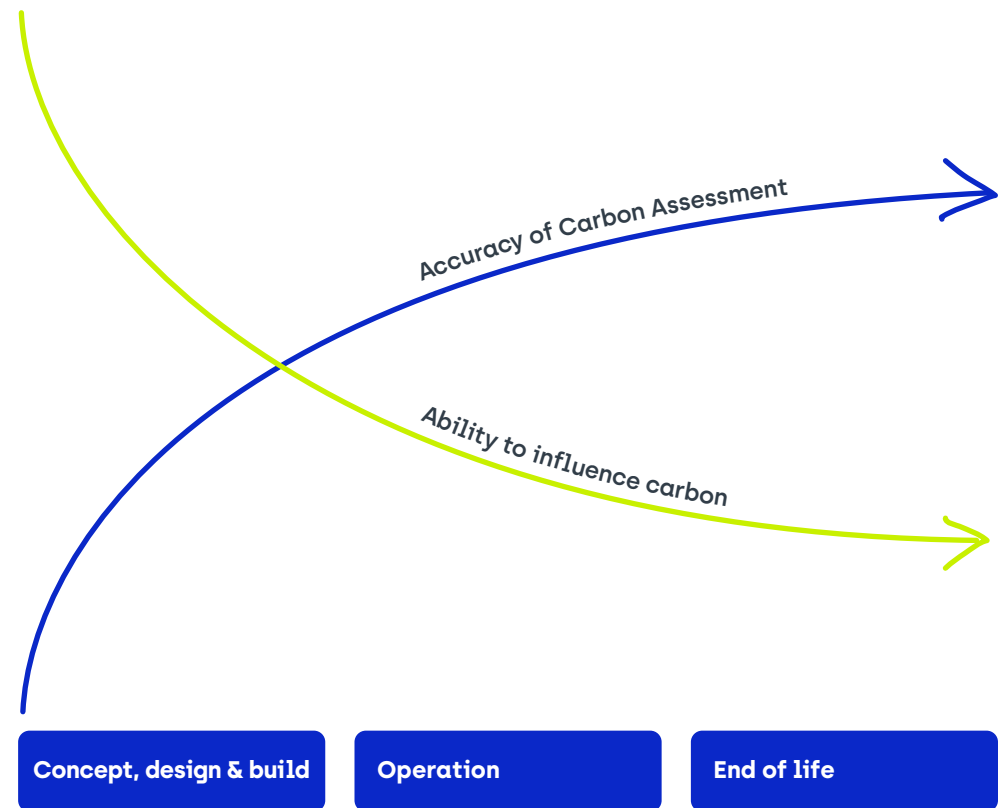 Accuracy of Carbon Assessment
Ability to influence carbon
Concept, design & build
Operation
End of life